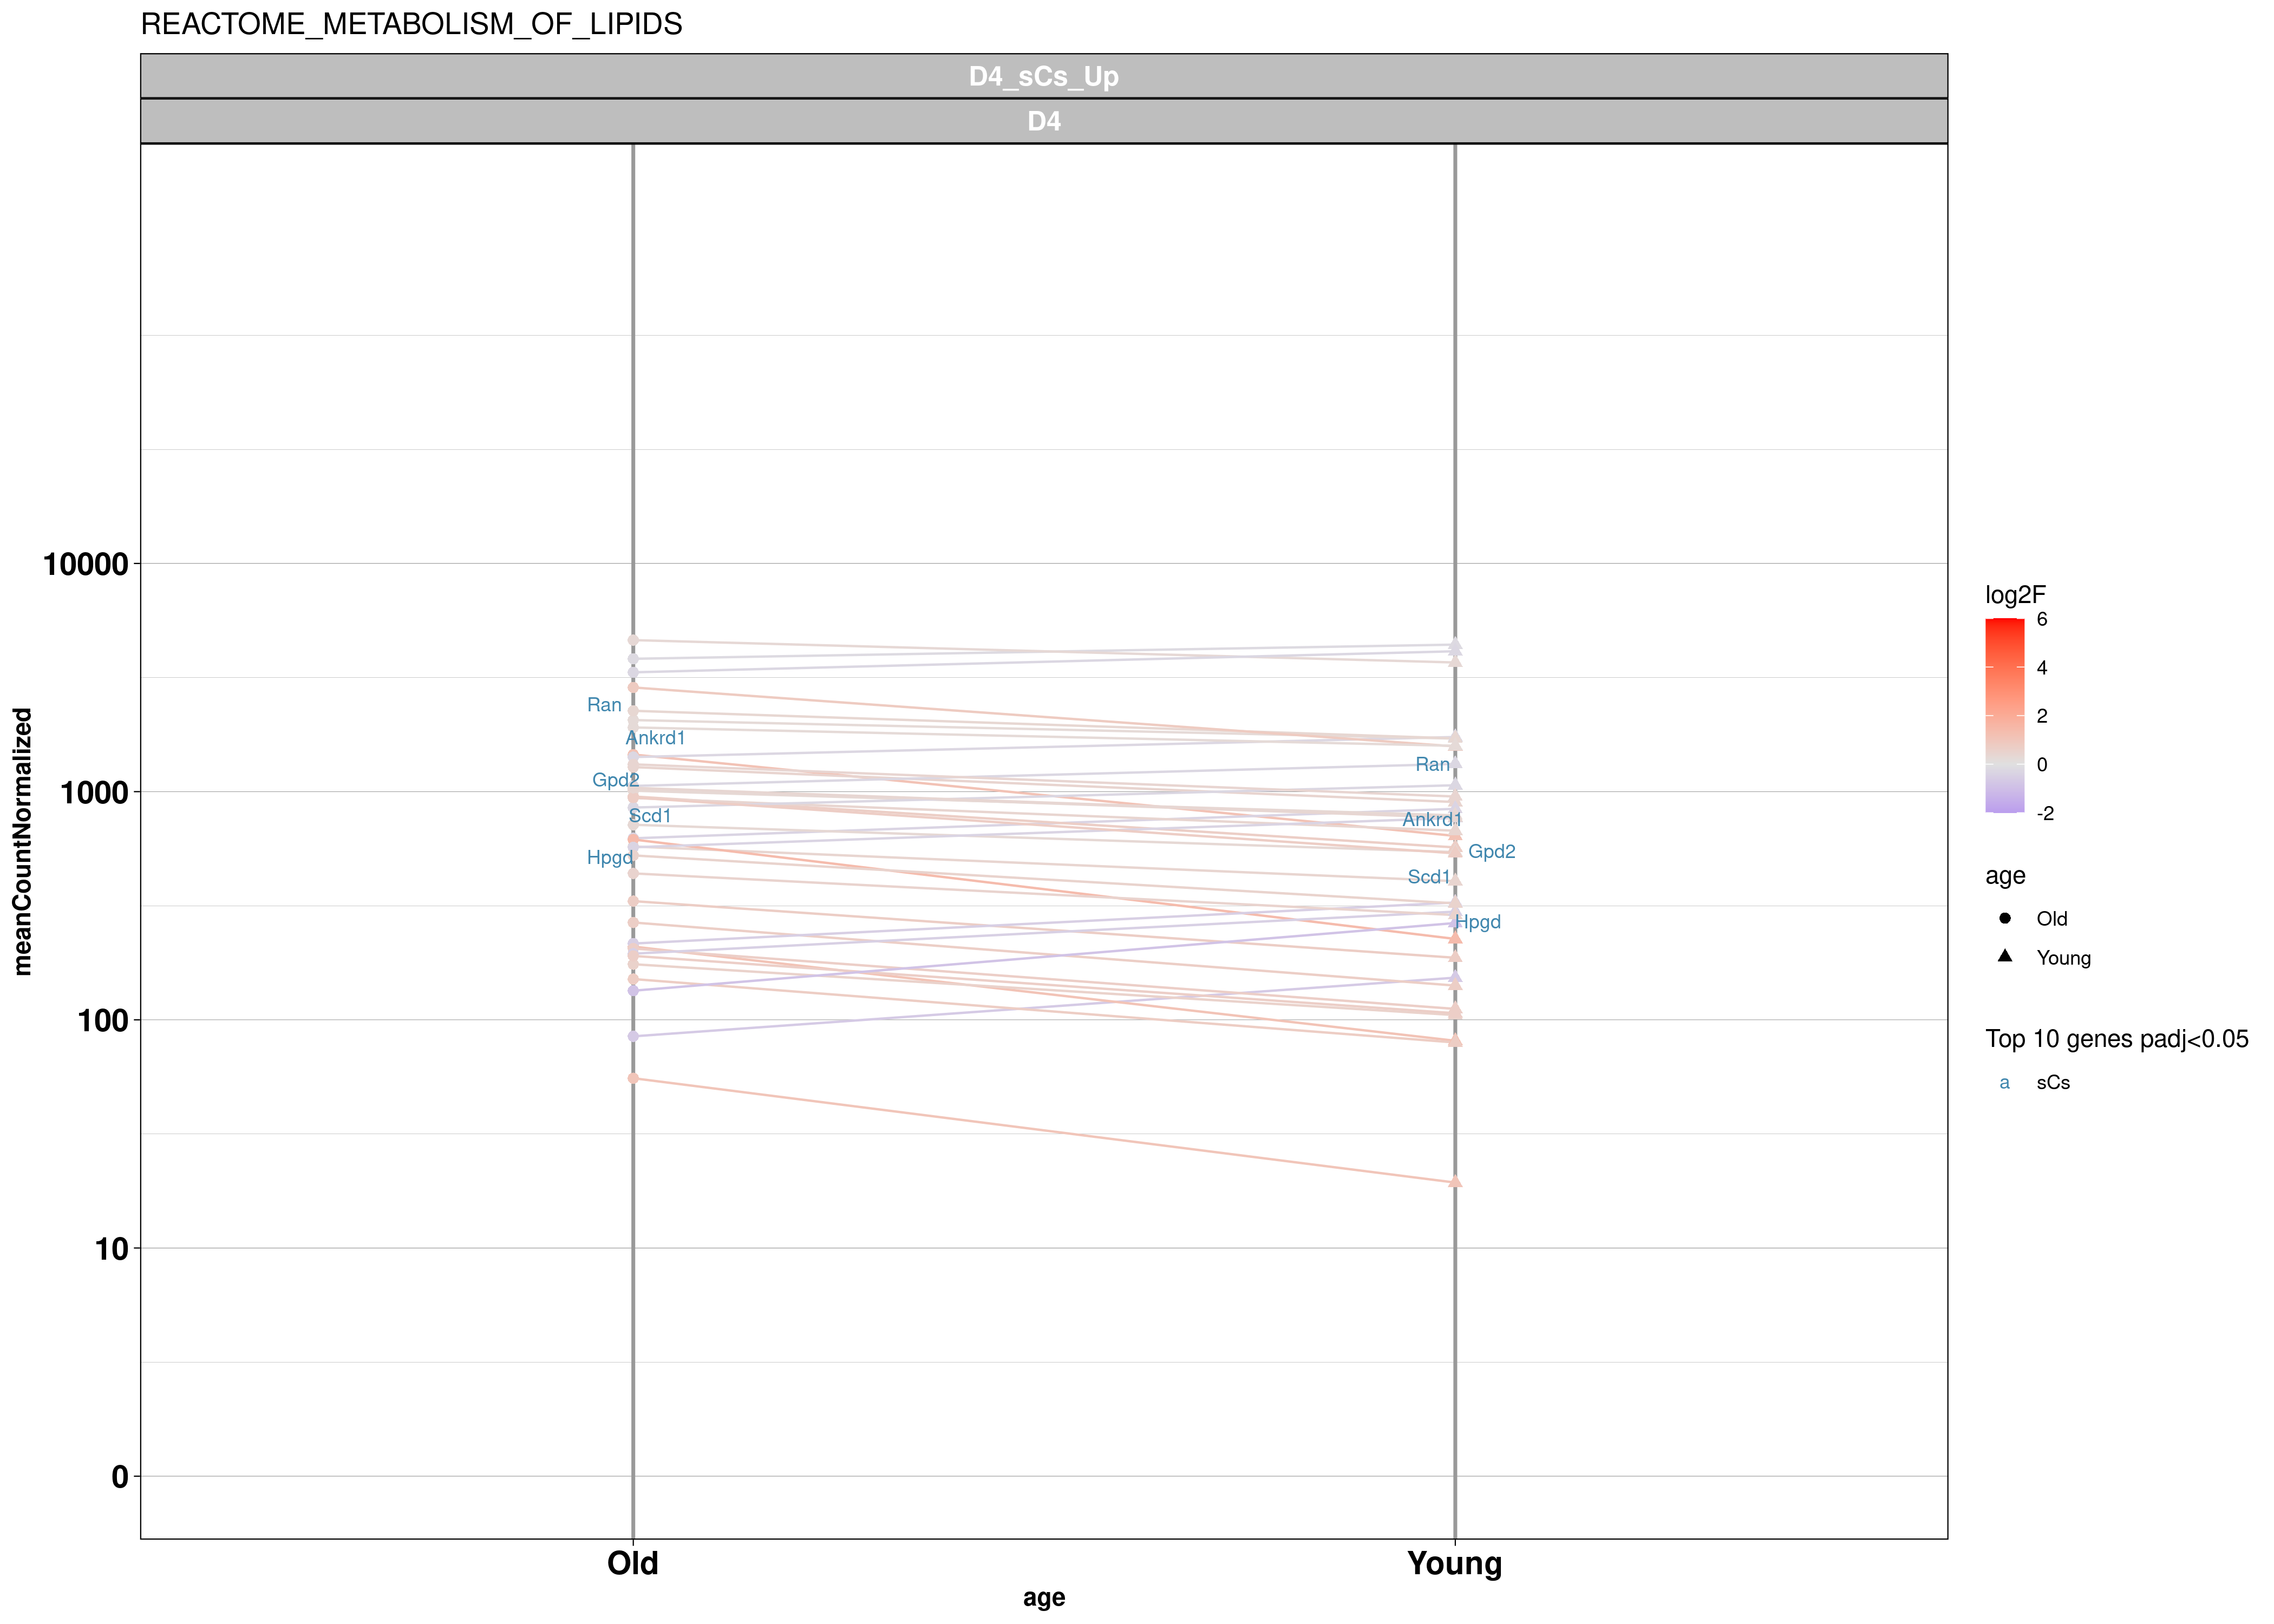 REACTOME_METABOLISM_OF_LIPIDS
D4_sCs_Up
D4
meanCountNormalized
10000
1000
100
10
0
Ran
Ankrd1
Gpd2
Scd1
Hpgd
Ran
Ankrd1
Gpd2
Scd1
Hpgd
Old
Young
age
log2F
6
4
2
0
-2
age
Old
Young
Top 10 genes padj<0.05
a sCs